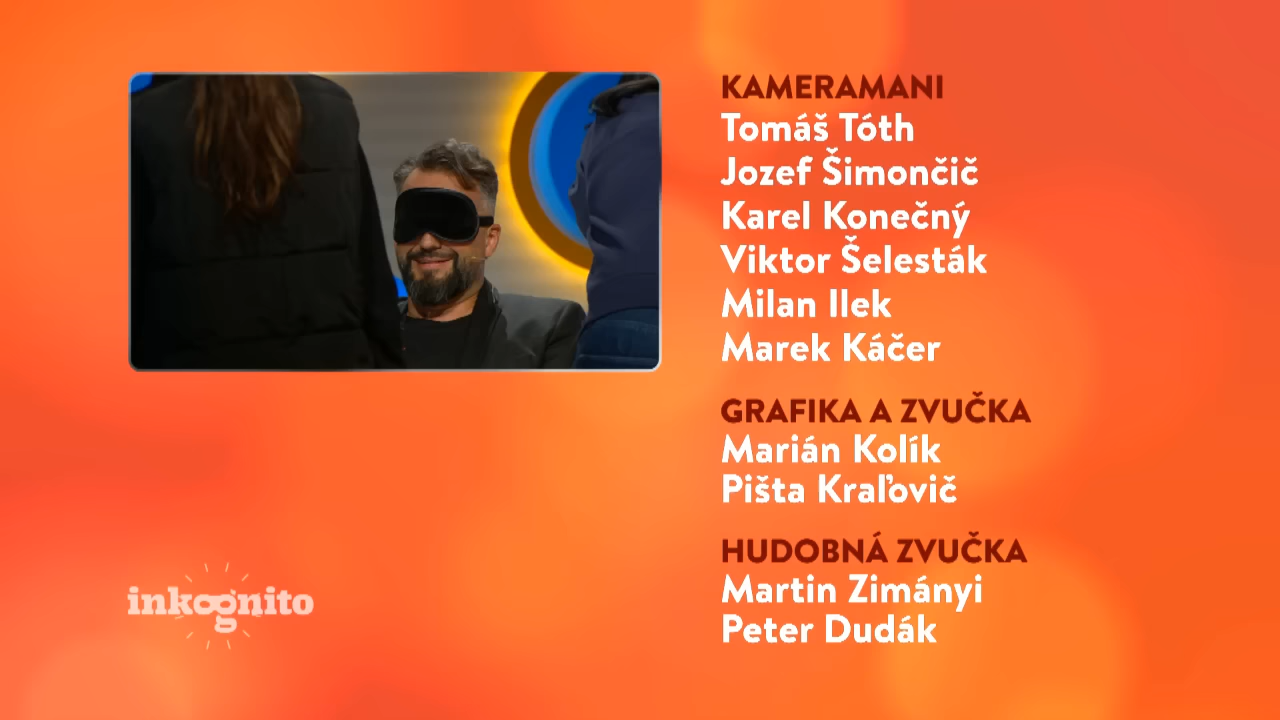 KAMERAMANI
Tomáš Tóth
Jozef Šimončič
Karel Konečný
Viktor Šelesták
Milan Ilek
Marek Káčer
GRAFIKA A ZVUČKA
Marián Kolík
Pišta Kraľovič
HUDOBNÁ ZVUČKA
Martin Zimányi
Peter Dudák
inkognito